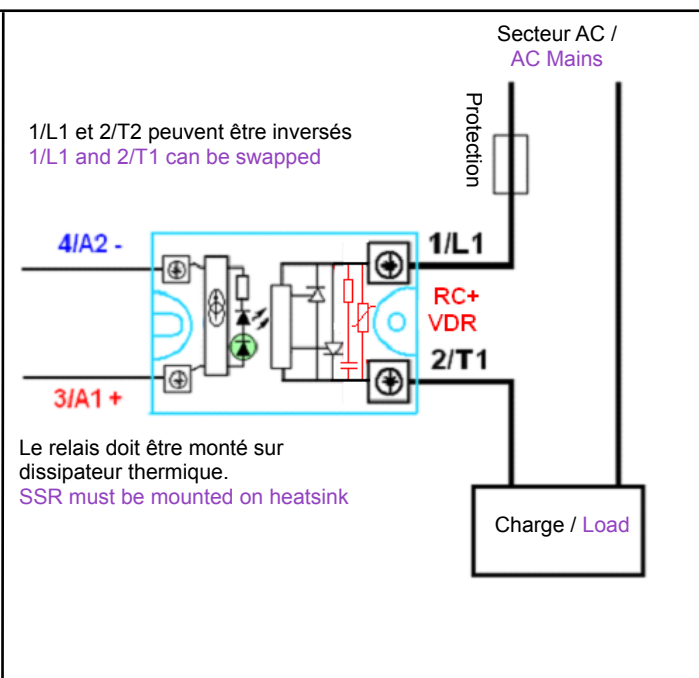 Secteur AC /
AC Mains
Protection
1/L1 et 2/T2 peuvent être inversés
1/L1 and 2/T1 can be swapped
4/A2 -
1/L1
RC+
VDR
2/T1
3/A1 +
Le relais doit être monté sur
dissipateur thermique.
SSR must be mounted on heatsink
Charge / Load